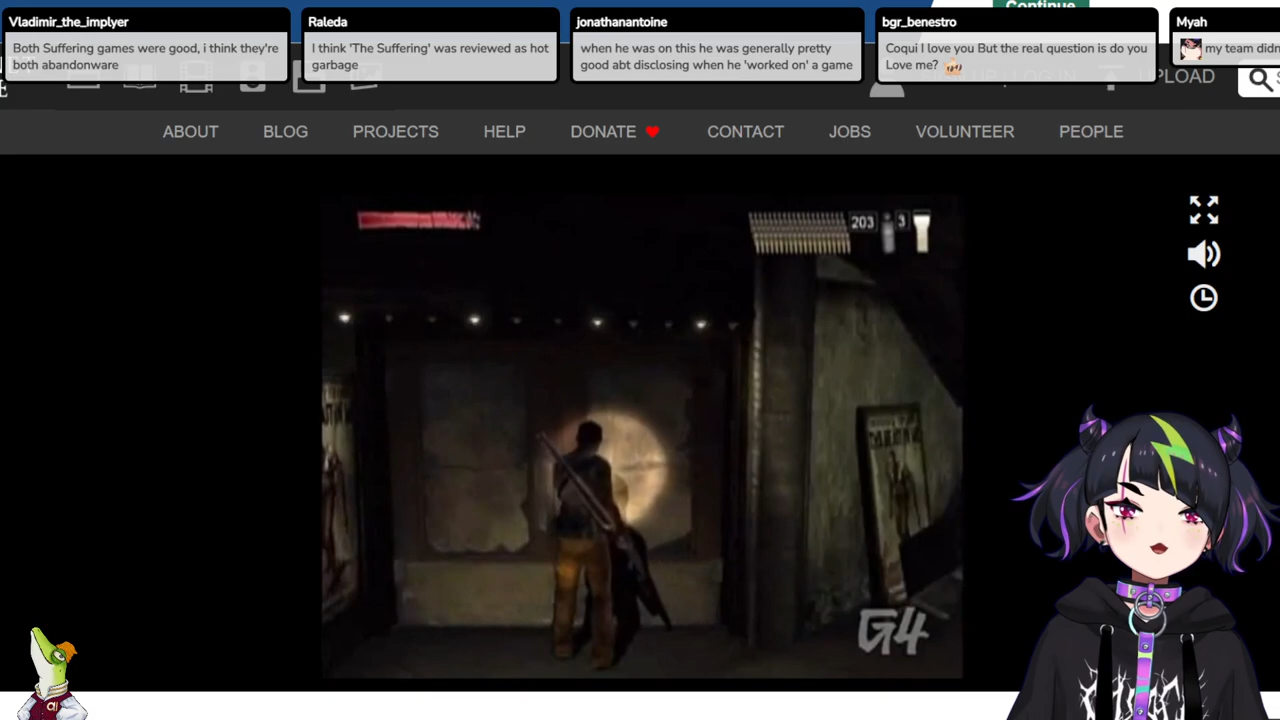 Continue
Vladimir_the_implyer
Both Suffering games were good, i think they're
both abandonware
Raleda
I think 'The Suffering' was reviewed as hot
garbage
jonathanantoine
when he was on this he was generally pretty
good abt disclosing when he 'worked on' a game
bgr_benestro
Coqui I love you But the real question is do you
Love me?
Myah
my team didn
UPLOAD
ABOUT BLOG PROJECTS HELP DONATE CONTACT JOBS VOLUNTEER PEOPLE
203 3
G4